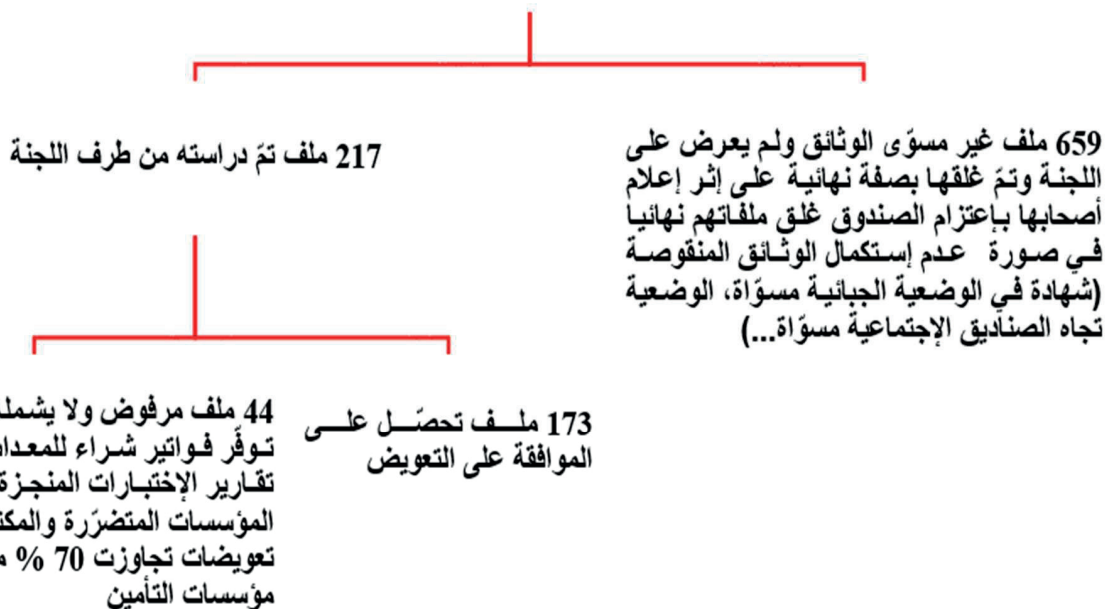 659 ملف غير مسوّى الوثائق ولم يعرض على
اللجنة وتمّ غلقها بصفة نهائية على إثر إعلام
أصحابها بإعتزام الصندوق غلق ملفاتهم نهائيا
في صورة عدم إستكمال الوثائق المنقوصة
(شهادة في الوضعية الجبائية مسوّاة، الوضعية
تجاه الصناديق الإجتماعية مسوّاة...)
217 ملف تمّ دراسته من طرف اللجنة
173 ملف تحصّل على
الموافقة على التعويض
44 ملف مرفوض ولا
توفّر فواتير شراء
تقارير الإختبارات المنجزة
المؤسسات المتضرّرة
تعويضات تجاوزت 70 %
مؤسسات التأمين